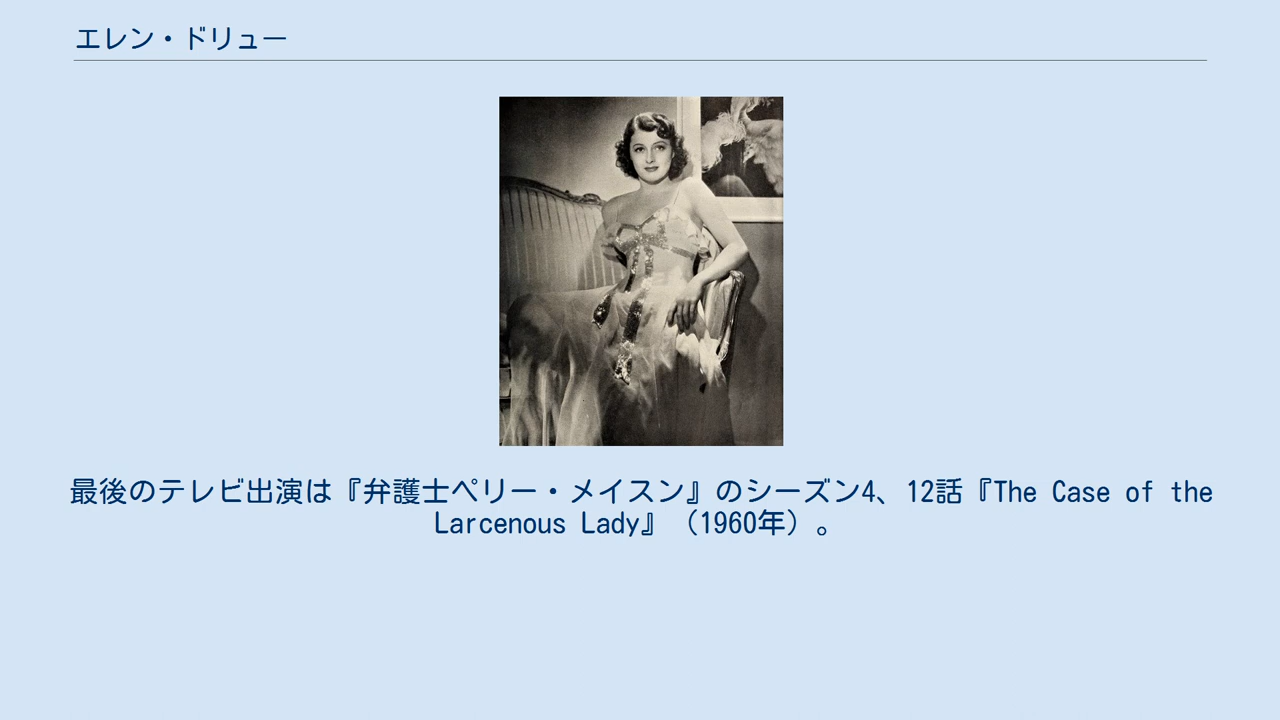 エレン・ドリュー
最後のテレビ出演は『弁護士ペリー・メイスン』のシーズン4、12話『The Case of the
Larcenous Lady』（1960年）。